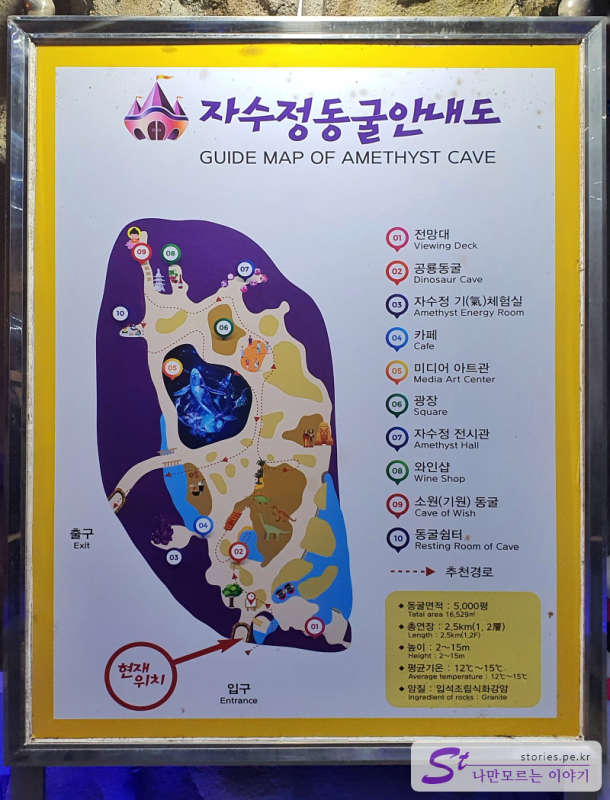 자수정동굴안내도
GUIDE MAP OF AMETHYST CAVE
01 전망대
Viewing Deck
02 공룡동굴
Dinosaur Cave
03 자수정 기(氣)체험실
Amethyst Energy Room
04 카페
Cafe
05 미디어 아트관
Media Art Center
06 광장
Square
07 자수정 전시관
Amethyst Hall
08 와인샵
Wine Shop
09 소원(기원) 동굴
Cave of Wish
10 동굴쉼터
Resting Room of Cave
추천경로
09
08
07
10
06
05
04
03
02
01
출구
Exit
현재
위치
입구
Entrance
◆ 동굴면적 : 5,000평
Tatal area 16,529㎡
◆ 총연장 : 2.5km(1, 2層)
Length : 2.5km(1,2F)
◆ 높이 : 2~15m
Height : 2~15m
◆ 평균기온 : 12℃~15℃
Average temperature : 12℃~15℃
◆ 암질 : 입석조립식화강암
Ingredient of rocks : Granite
St
stories.pe.kr
나만모르는 이야기